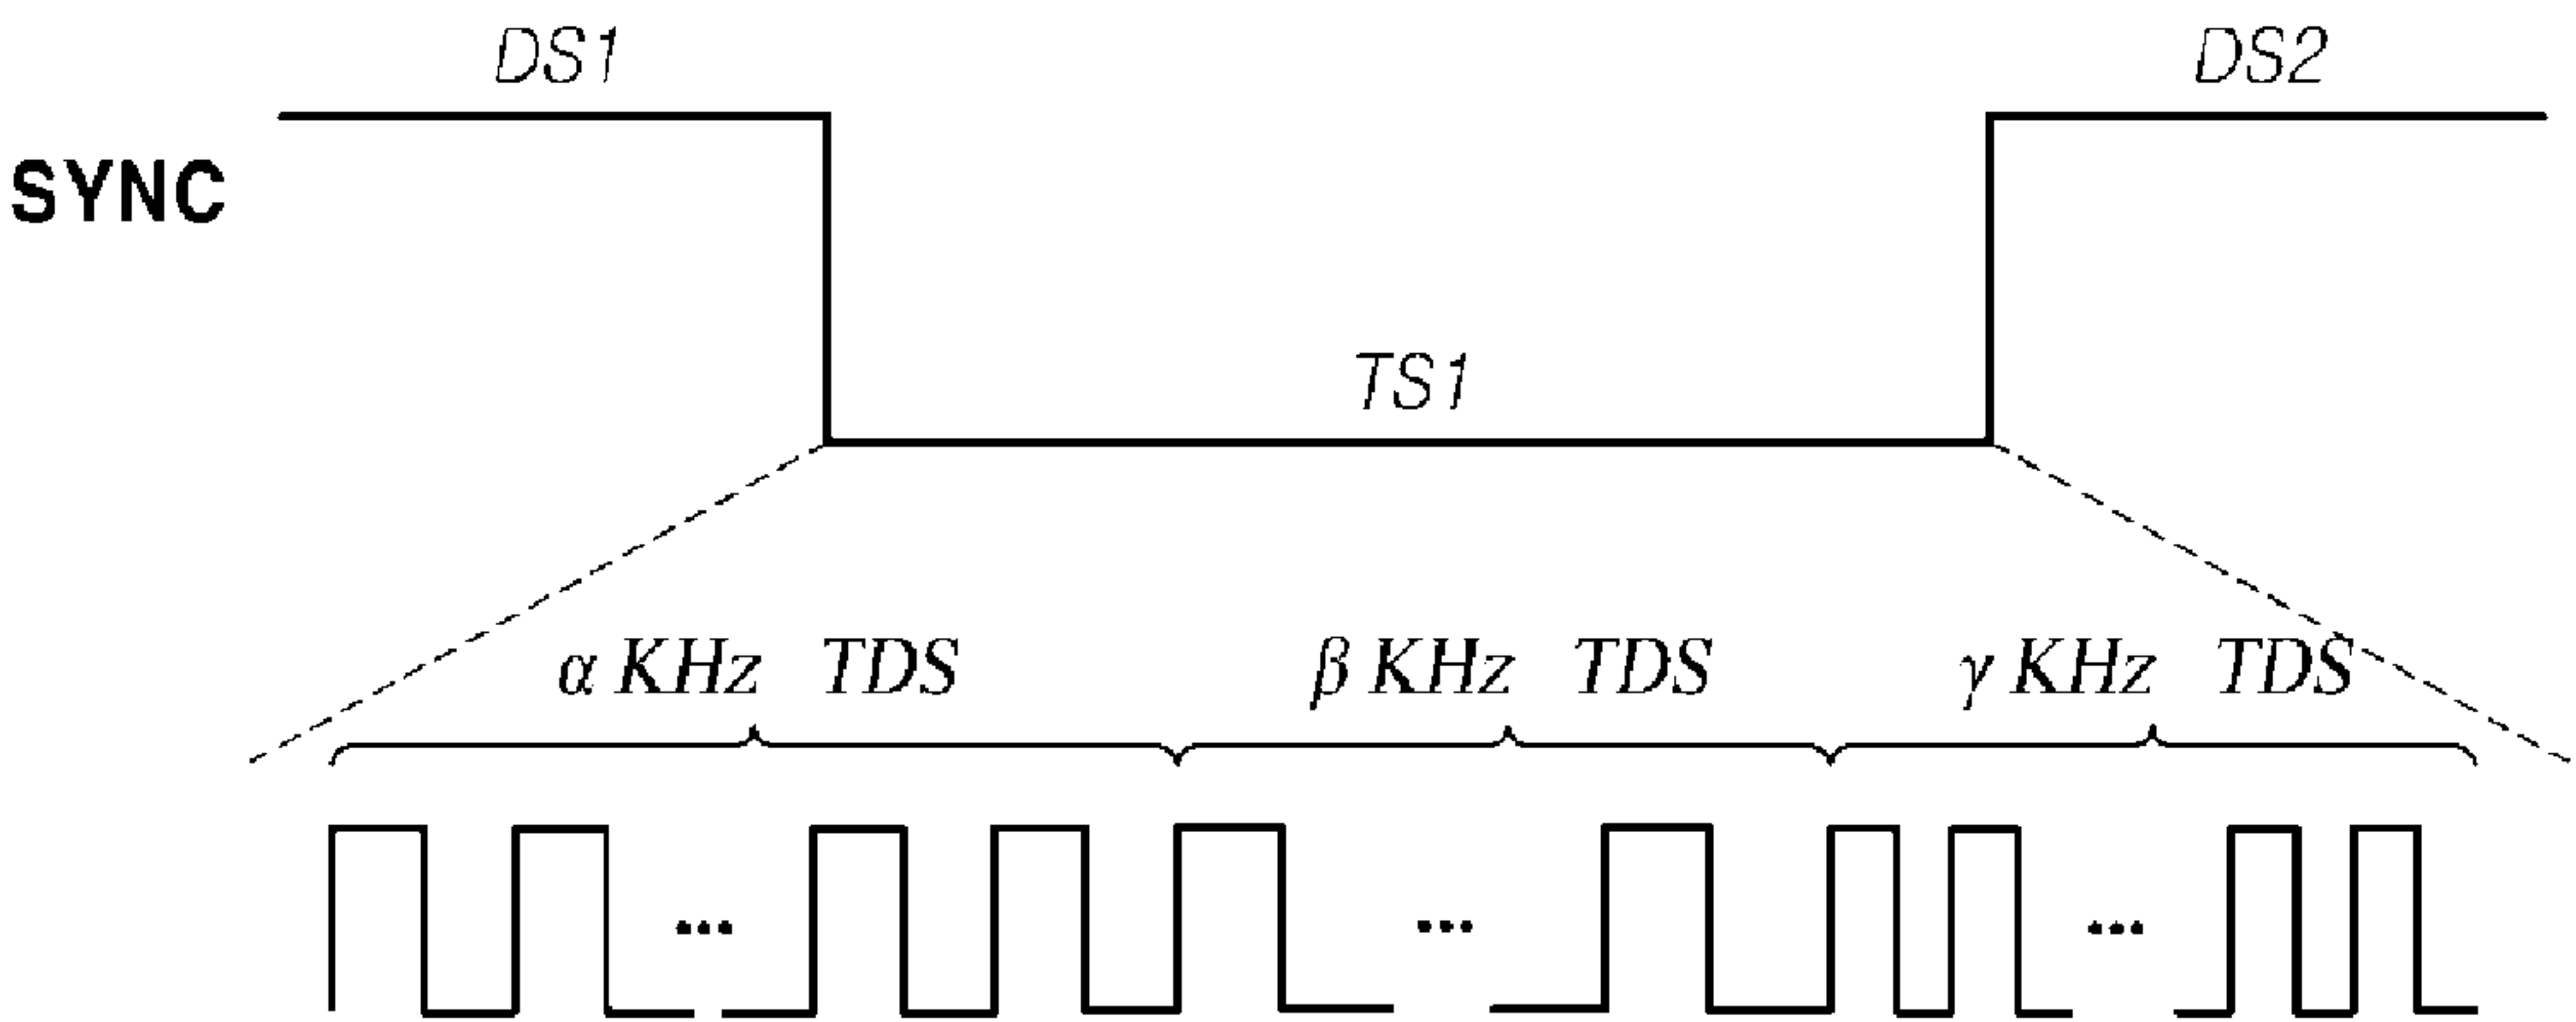 DS1 DS2
SYNC
TS1
α KHz TDS β KHz TDS γ KHz TDS
... ... ...